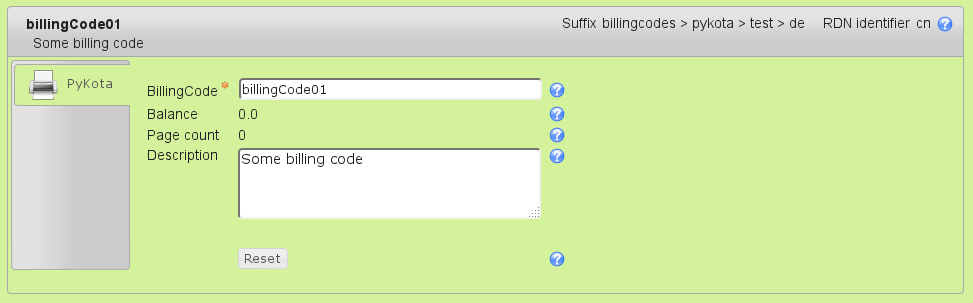 billingCode01
Suffix billingcodes > pykota > test > de RDN identifier cn
Some billing code
PyKota
BillingCode * billingCode01
Balance 0.0
Page count 0
Description Some billing code
Reset